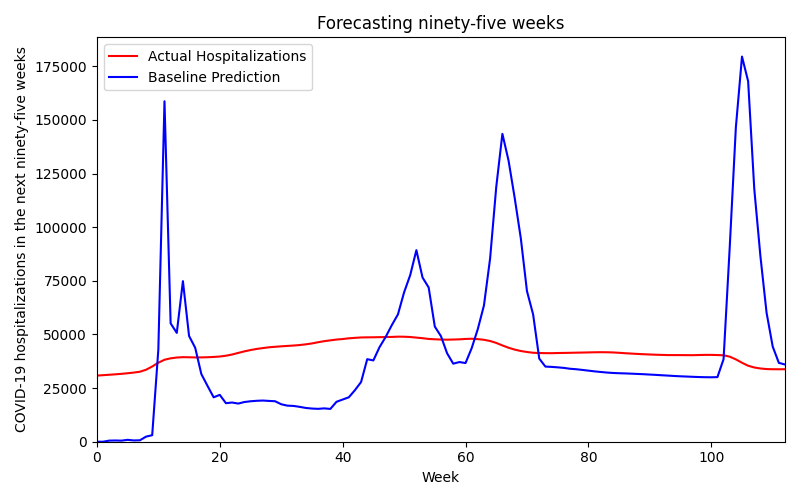 Forecasting ninety-five weeks
Actual Hospitalizations
Baseline Prediction
COVID-19 hospitalizations in the next ninety-five weeks
175000
150000
125000
100000
75000
50000
25000
0
0 20 40 60 80 100
Week